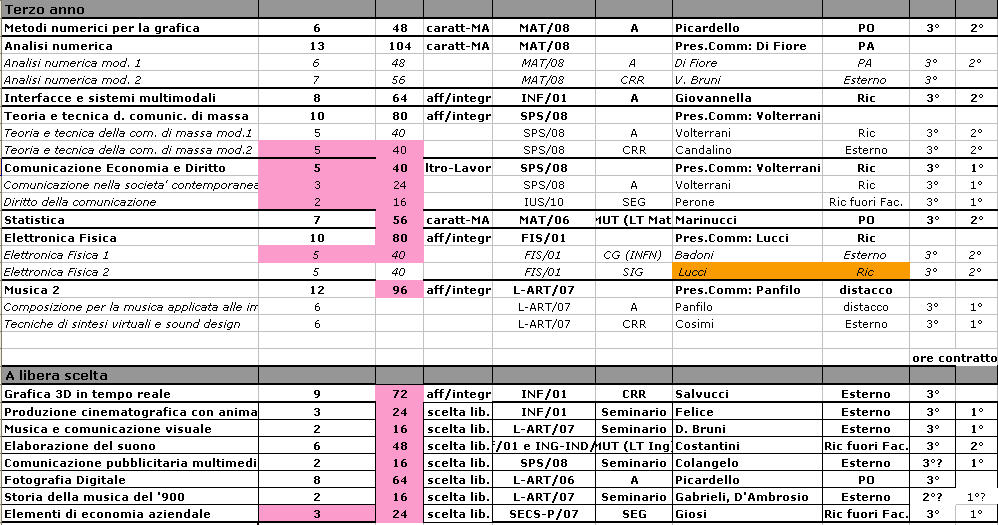 Terzo anno
Metodi numerici per la grafica 6 48 caratt-MA MAT/08 A Picardello PO 3° 2°
Analisi numerica 13 104 caratt-MA MAT/08 Pres.Comm: Di Fiore PA
Analisi numerica mod. 1 6 48 MAT/08 A Di Fiore PA 3° 2°
Analisi numerica mod. 2 7 56 MAT/08 CRR V. Bruni Esterno 3°
Interfacce e sistemi multimodali 8 64 aff/integr INF/01 A Giovannella Ric 3° 2°
Teoria e tecnica d. comunic. di massa 10 80 aff/integr SPS/08 Pres.Comm: Volterrani
Teoria e tecnica della com. di massa mod.1 5 40 SPS/08 A Volterrani Ric 3° 2°
Teoria e tecnica della com. di massa mod.2 5 40 SPS/08 CRR Candalino Esterno 3° 2°
Comunicazione Economia e Diritto 5 40 ltro-Lavor SPS/08 Pres.Comm: Volterrani 3° 1°
Comunicazione nella societa' contemporanea 3 24 SPS/08 A Volterrani Ric 3° 1°
Diritto della comunicazione 2 16 IUS/10 SEG Perone Ric fuori Fac. 3° 1°
Statistica 7 56 caratt-MA MAT/06 MUT (LT Mat Marinucci PO 3° 2°
Elettronica Fisica 10 80 aff/integr FIS/01 Pres.Comm: Lucci Ric
Elettronica Fisica 1 5 40 FIS/01 CG (INFN) Badoni Esterno 3° 2°
Elettronica Fisica 2 5 40 FIS/01 SIG Lucci Ric 3° 2°
Musica 2 12 96 aff/integr L-ART/07 Pres.Comm: Panfilo distacco
Composizione per la musica applicata alle im 6 L-ART/07 A Panfilo distacco 3° 1°
Tecniche di sintesi virtuali e sound design 6 L-ART/07 CRR Cosimi Esterno 3° 1°
ore contratto
A libera scelta
Grafica 3D in tempo reale 9 72 aff/integr INF/01 CRR Salvucci Esterno 3°
Produzione cinematografica con anima 3 24 scelta lib. INF/01 Seminario Felice Esterno 3° 1°
Musica e comunicazione visuale 2 16 scelta lib. L-ART/07 Seminario D. Bruni Esterno 3° 1°
Elaborazione del suono 6 48 scelta lib. F/01 e ING-IND/ MUT (LT Ing Costantini Ric fuori Fac. 3° 2°
Comunicazione pubblicitaria multimedi 2 16 scelta lib. SPS/08 Seminario Colangelo Esterno 3°? 1°
Fotografia Digitale 8 64 scelta lib. L-ART/06 A Picardello PO 3°
Storia della musica del '900 2 16 scelta lib. L-ART/07 Seminario Gabrieli, D'Ambrosio Esterno 2°? 1°?
Elementi di economia aziendale 3 24 scelta lib. SECS-P/07 SEG Giosi Ric fuori Fac. 3° 1°